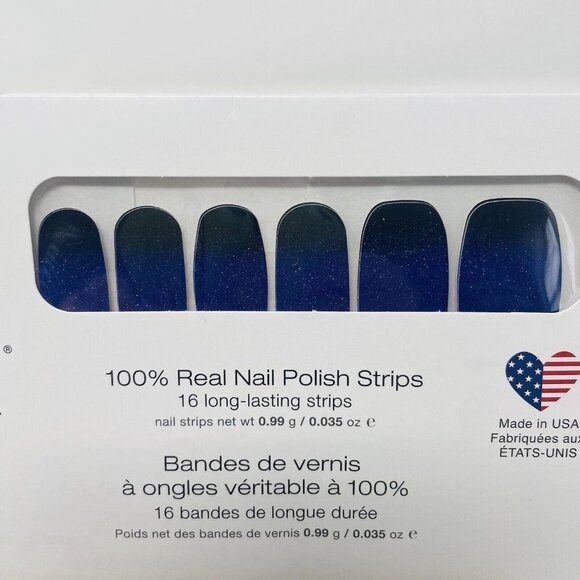 ®
100% Real Nail Polish Strips
16 long-lasting strips
nail strips net wt 0.99 g / 0.035 oz ℮
Made in USA
Fabriquées aux
ÉTATS-UNIS
Bandes de vernis
à ongles véritable à 100%
16 bandes de longue durée
Poids net des bandes de vernis 0.99 g / 0.035 oz ℮